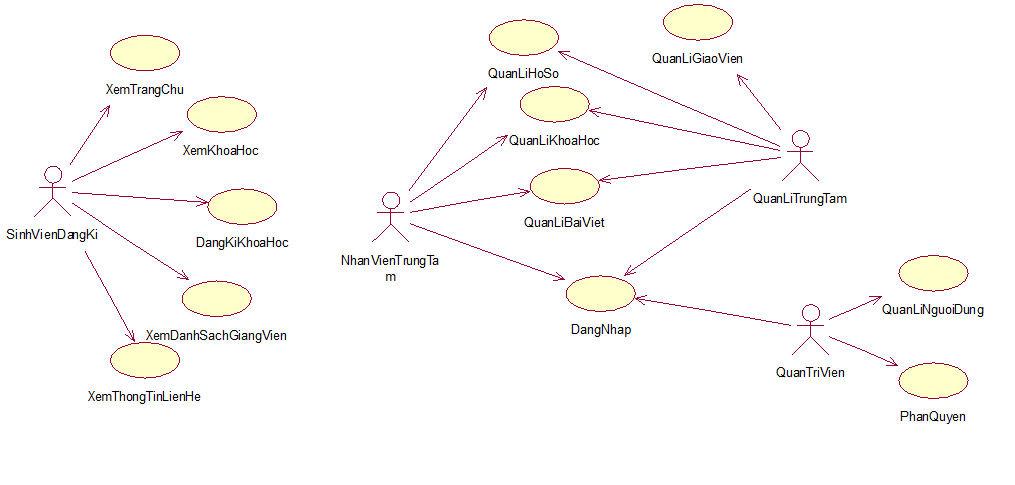 XemTrangChu
XemKhoaHoc
SinhVienDangKi
DangKiKhoaHoc
XemDanhSachGiangVien
XemThongTinLienHe
QuanLiHoSo
QuanLiGiaoVien
QuanLiKhoaHoc
QuanLiTrungTam
QuanLiBaiViet
NhanVienTrungTa
m
DangNhap
QuanLiNguoiDung
QuanTriVien
PhanQuyen